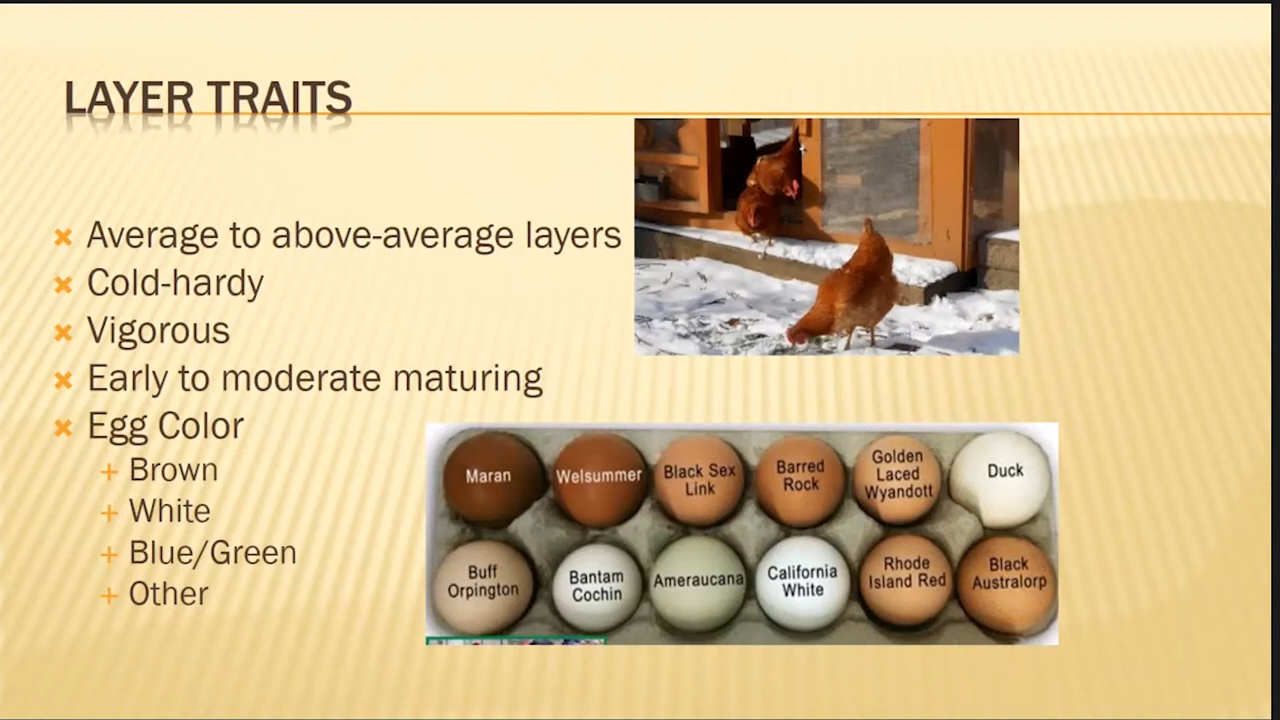 LAYER TRAITS
Average to above-average layers
Cold-hardy
Vigorous
Early to moderate maturing
Egg Color
Brown
White
Blue/Green
Other
Maran
Welsummer
Black Sex
Link
Barred
Rock
Golden
Laced
Wyandott
Duck
Buff
Orpington
Bantam
Cochin
Ameraucana
California
White
Rhode
Island Red
Black
Australorp